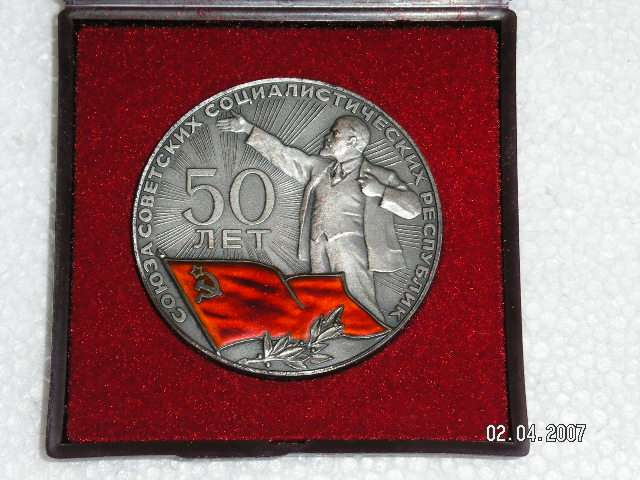 СОЮЗА СОВЕТСКИХ СОЦИАЛИСТИЧЕСКИХ РЕСПУБЛИК
50
ЛЕТ
02.04.2007